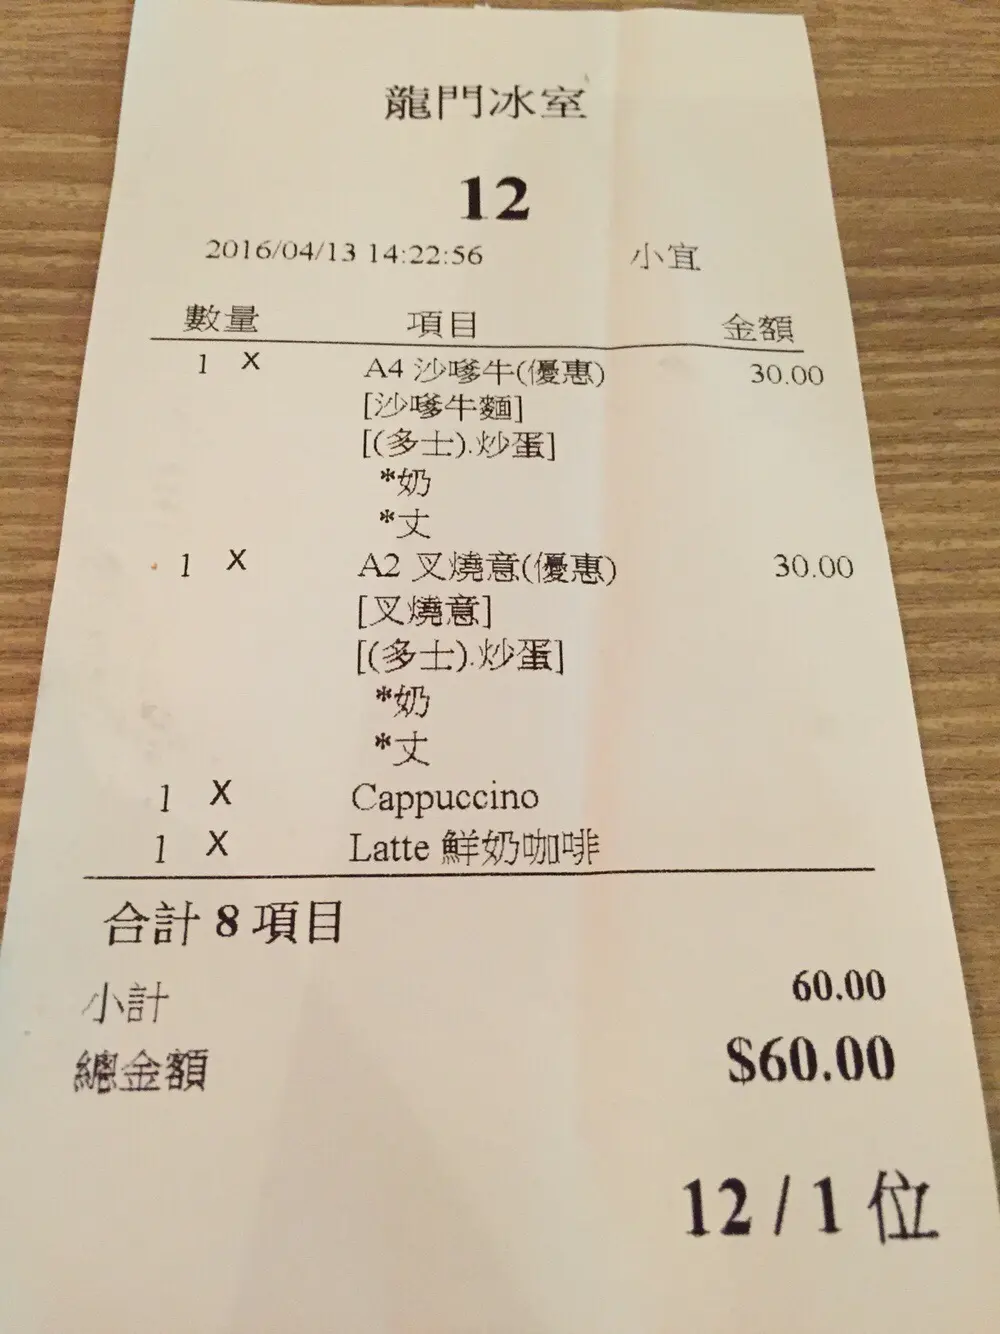 龍門冰室
12
2016/04/13 14:22:56 小宜
數量 項目 金額
1 X A4 沙嗲牛(優惠) 30.00
[沙嗲牛麵]
[(多士).炒蛋]
*奶
*丈
1 X A2 叉燒意(優惠) 30.00
[叉燒意]
[(多士).炒蛋]
*奶
*丈
1 X Cappuccino
1 X Latte 鮮奶咖啡
合計 8 項目
小計 60.00
總金額 $60.00
12 / 1 位